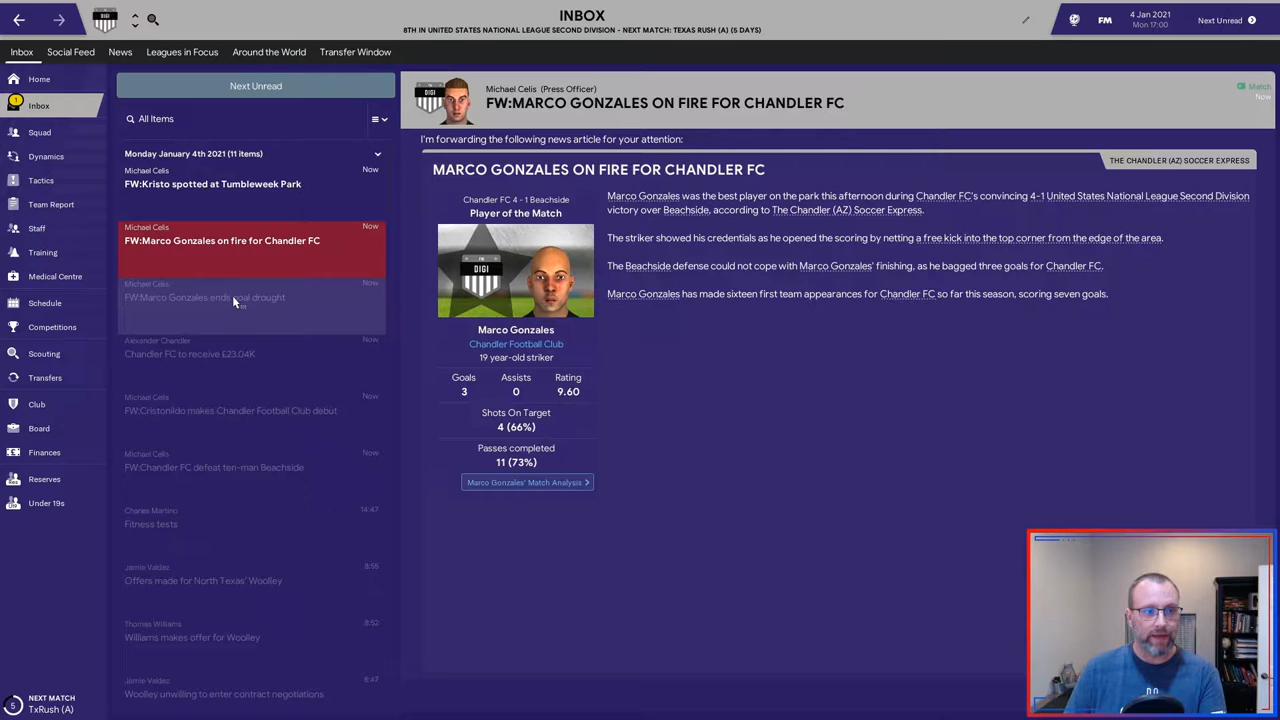 INBOX
8TH IN UNITED STATES NATIONAL LEAGUE SECOND DIVISION - NEXT MATCH: TEXAS RUSH (A) (5 DAYS)
FM
4 Jan 2021
Mon 17:00
Next Unread
Inbox
Social Feed
News
Leagues in Focus
Around the World
Transfer Window
Home
1
Inbox
Squad
Dynamics
Tactics
Team Report
Staff
Training
Medical Centre
Schedule
Competitions
Scouting
Transfers
Club
Board
Finances
Reserves
Under 19s
5
NEXT MATCH
TxRush (A)
Next Unread
All Items
Monday January 4th 2021 (11 items)
Michael Celis
Now
FW:Kristo spotted at Tumbleweek Park
Michael Celis
Now
FW:Marco Gonzales on fire for Chandler FC
Michael Celis
Now
FW:Marco Gonzales ends goal drought
Alexander Chandler
Now
Chandler FC to receive £23.04K
Michael Celis
Now
FW:Cristonildo makes Chandler Football Club debut
Michael Celis
Now
FW:Chandler FC defeat ten-man Beachside
Charles Martino
14:47
Fitness tests
Jamie Valdez
8:55
Offers made for North Texas' Woolley
Thomas Williams
8:52
Williams makes offer for Woolley
Jamie Valdez
8:47
Woolley unwilling to enter contract negotiations
DIGI
Michael Celis (Press Officer)
FW:MARCO GONZALES ON FIRE FOR CHANDLER FC
Match
Now
I'm forwarding the following news article for your attention:
MARCO GONZALES ON FIRE FOR CHANDLER FC
THE CHANDLER (AZ) SOCCER EXPRESS
Chandler FC 4 - 1 Beachside
Player of the Match
DIGI
Marco Gonzales
Chandler Football Club
19 year-old striker
Goals Assists Rating
3 0 9.60
Shots On Target
4 (66%)
Passes completed
11 (73%)
Marco Gonzales' Match Analysis
Marco Gonzales was the best player on the park this afternoon during Chandler FC's convincing 4-1 United States National League Second Division
victory over Beachside, according to The Chandler (AZ) Soccer Express.
The striker showed his credentials as he opened the scoring by netting a free kick into the top corner from the edge of the area.
The Beachside defense could not cope with Marco Gonzales' finishing, as he bagged three goals for Chandler FC.
Marco Gonzales has made sixteen first team appearances for Chandler FC so far this season, scoring seven goals.